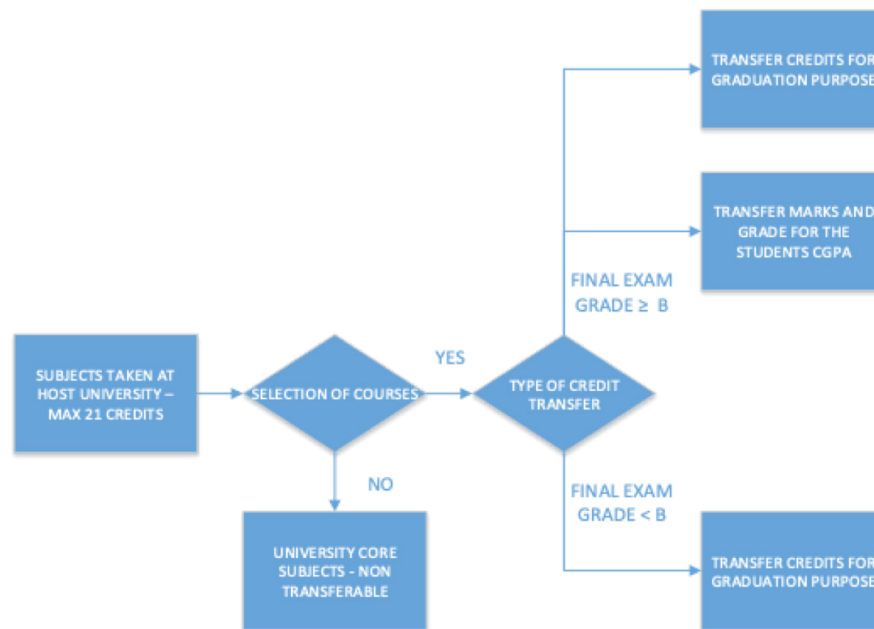 TRANSFER CREDITS FOR
GRADUATION PURPOSE
TRANSFER MARKS AND
GRADE FOR THE
STUDENTS CGPA
FINAL EXAM
GRADE ≥ B
YES
SUBJECTS TAKEN AT
HOST UNIVERSITY –
MAX 21 CREDITS
SELECTION OF COURSES
TYPE OF CREDIT
TRANSFER
NO
FINAL EXAM
GRADE < B
UNIVERSITY CORE
SUBJECTS - NON
TRANSFERABLE
TRANSFER CREDITS FOR
GRADUATION PURPOSE